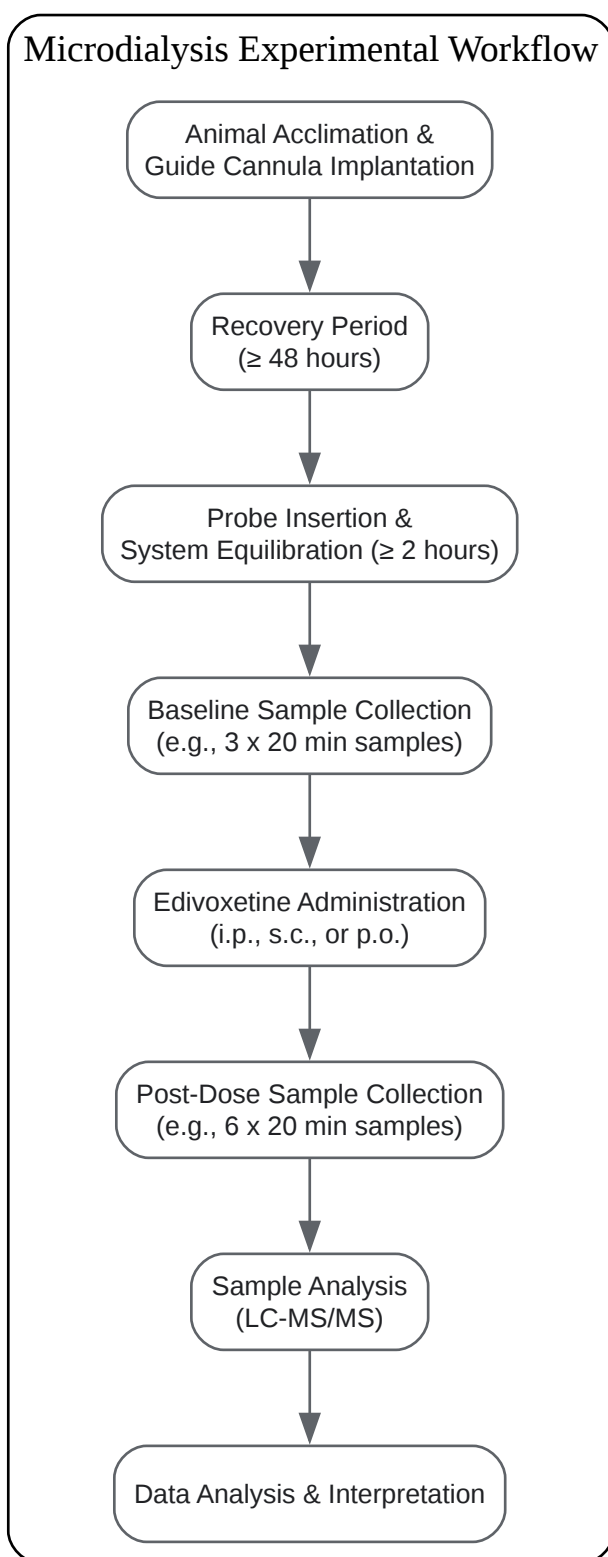 Microdialysis Experimental Workflow
Animal Acclimation &
Guide Cannula Implantation
Recovery Period
(≥ 48 hours)
Probe Insertion &
System Equilibration (≥ 2 hours)
Baseline Sample Collection
(e.g., 3 x 20 min samples)
Edivoxetine Administration
(i.p., s.c., or p.o.)
Post-Dose Sample Collection
(e.g., 6 x 20 min samples)
Sample Analysis
(LC-MS/MS)
Data Analysis & Interpretation